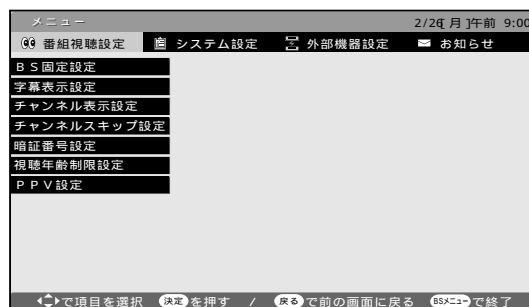 メニュー 2/26[月]午前 9:00
番組視聴設定 システム設定 外部機器設定 お知らせ
BS固定設定
字幕表示設定
チャンネル表示設定
チャンネルスキップ設定
暗証番号設定
視聴年齢制限設定
PPV設定
で項目を選択 決定を押す / 戻るで前の画面に戻る BSメニューで終了